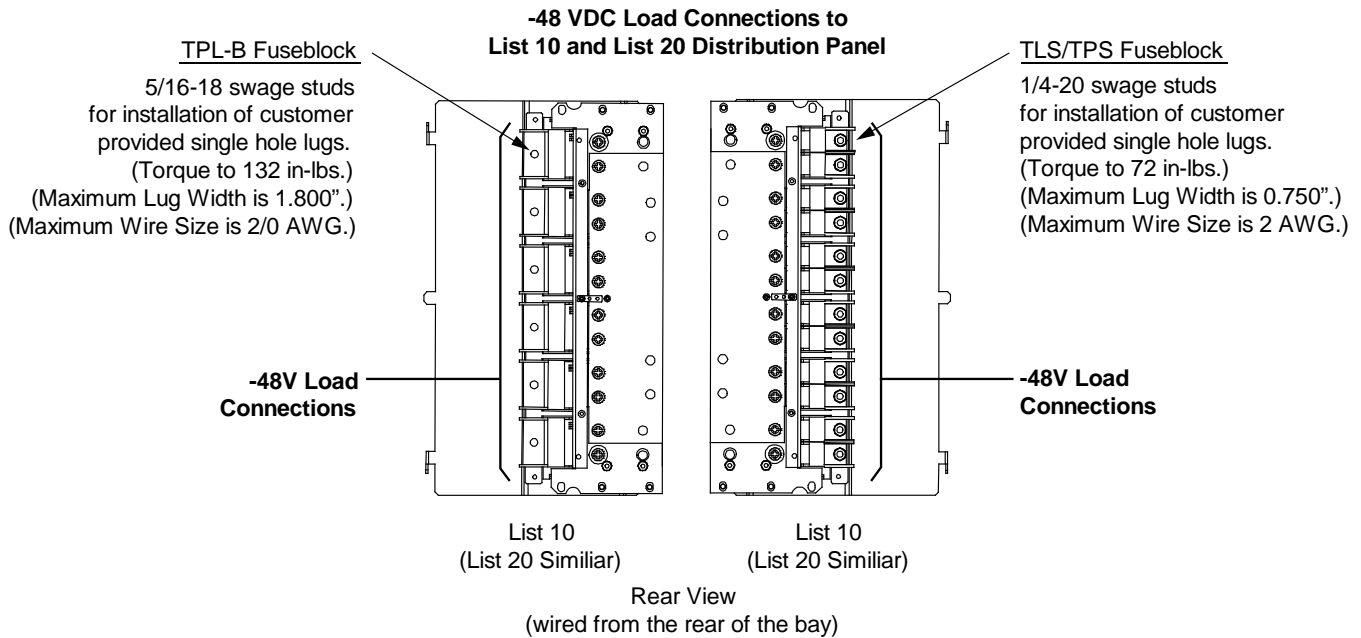 -48 VDC Load Connections to
List 10 and List 20 Distribution Panel
TPL-B Fuseblock
5/16-18 swage studs
for installation of customer
provided single hole lugs.
(Torque to 132 in-lbs.)
(Maximum Lug Width is 1.800”.)
(Maximum Wire Size is 2/0 AWG.)
TLS/TPS Fuseblock
1/4-20 swage studs
for installation of customer
provided single hole lugs.
(Torque to 72 in-lbs.)
(Maximum Lug Width is 0.750”.)
(Maximum Wire Size is 2 AWG.)
-48V Load
Connections
-48V Load
Connections
List 10
(List 20 Similiar)
List 10
(List 20 Similiar)
Rear View
(wired from the rear of the bay)